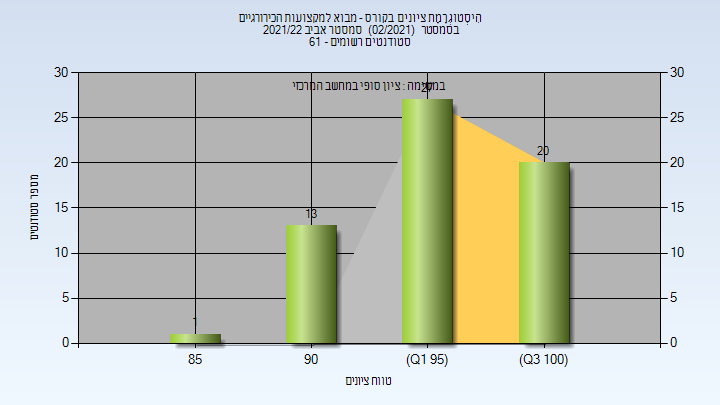 היסטוגרמת ציונים בקורס - מבוא למקצועות הכירורגיים
בסמסטר (02/2021) סמסטר אביב 2021/22
סטודנטים רשומים - 61
במשימה : ציון סופי במחשב המרכזי
30 30
25 25
20 20
15 15
10 10
5 5
0 0
מספר סטודנטים
1
13
27
20
85
90
(Q1 95)
(Q3 100)
טווח ציונים